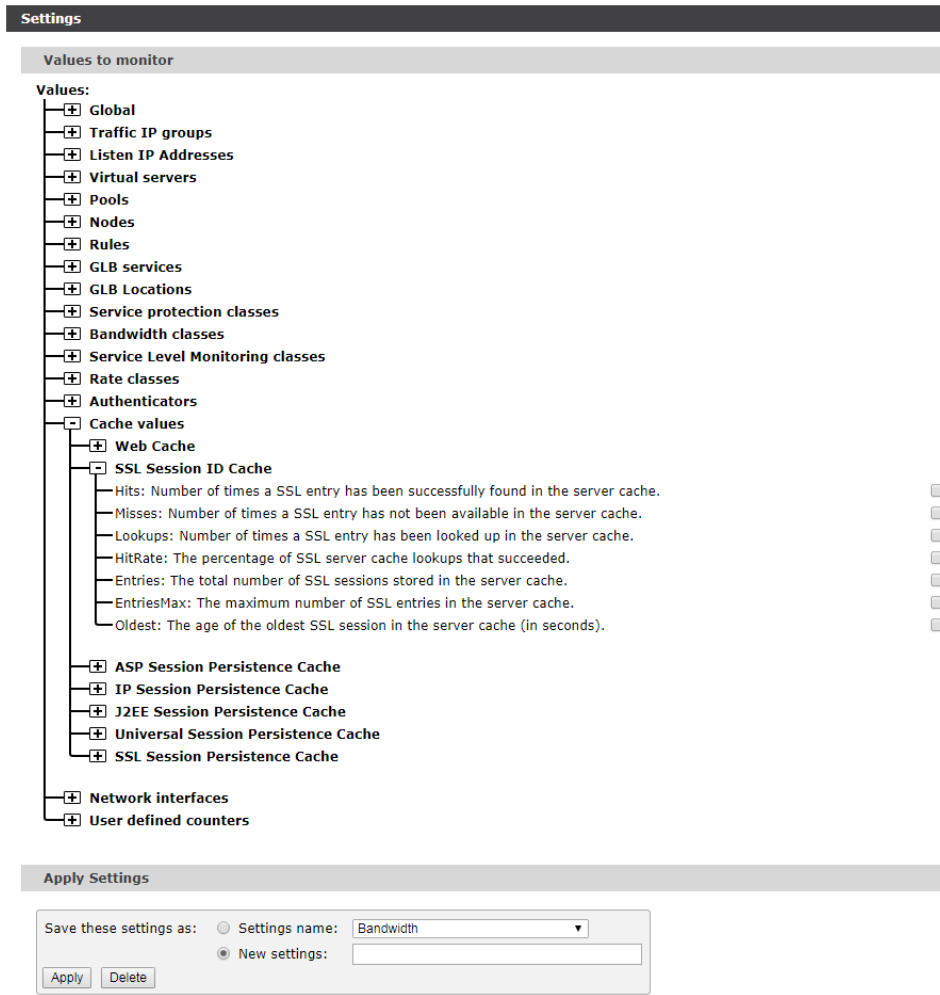 Settings
Values to monitor
Values:
Global
Traffic IP groups
Listen IP Addresses
Virtual servers
Pools
Nodes
Rules
GLB services
GLB Locations
Service protection classes
Bandwidth classes
Service Level Monitoring classes
Rate classes
Authenticators
Cache values
Web Cache
SSL Session ID Cache
Hits: Number of times a SSL entry has been successfully found in the server cache.
Misses: Number of times a SSL entry has not been available in the server cache.
Lookups: Number of times a SSL entry has been looked up in the server cache.
HitRate: The percentage of SSL server cache lookups that succeeded.
Entries: The total number of SSL sessions stored in the server cache.
EntriesMax: The maximum number of SSL entries in the server cache.
Oldest: The age of the oldest SSL session in the server cache (in seconds).
ASP Session Persistence Cache
IP Session Persistence Cache
J2EE Session Persistence Cache
Universal Session Persistence Cache
SSL Session Persistence Cache
Network interfaces
User defined counters
Apply Settings
Save these settings as: Settings name: Bandwidth
New settings:
Apply Delete